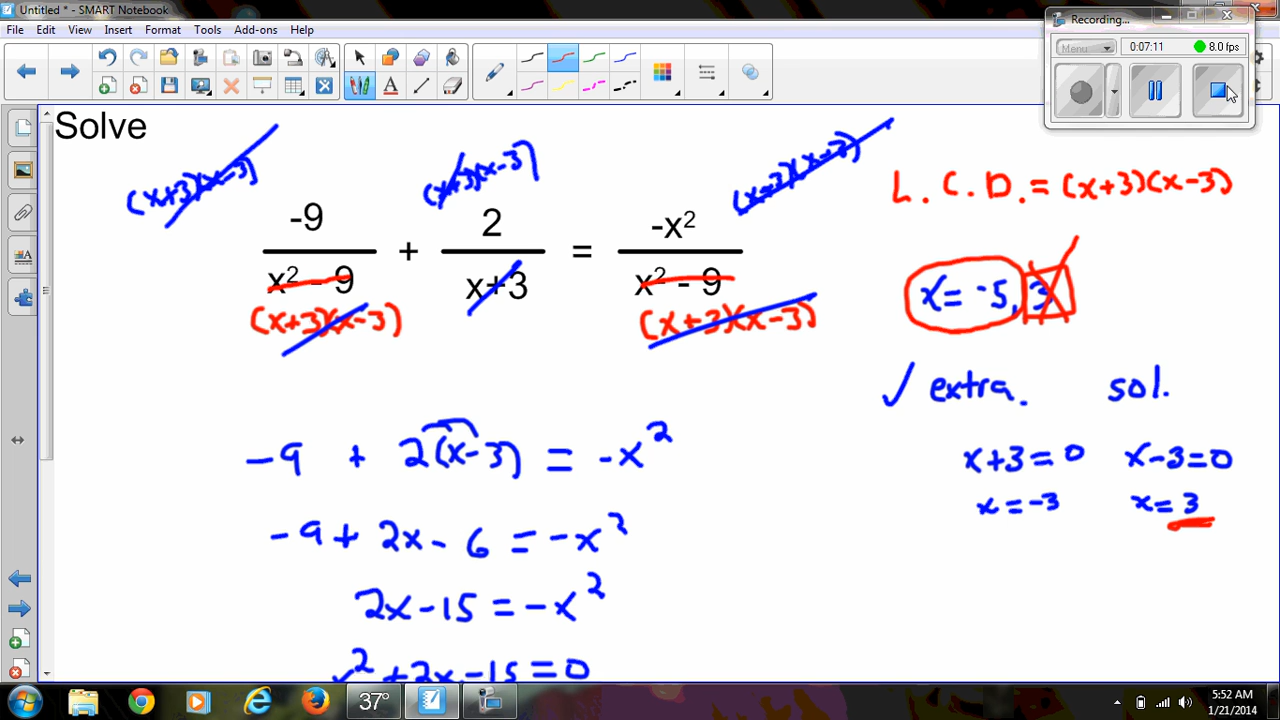 Untitled * - SMART Notebook
File Edit View Insert Format Tools Add-ons Help
Recording...
Menu
0:07:11
8.0 fps
Solve
(x+3)(x-3) (x+3)(x-3) (x+3)(x-3)
-9 2 -x²
+ =
x² - 9 x+3 x² - 9
(x+3)(x-3) (x+3)(x-3)
L.C.D. = (x+3)(x-3)
x = -5, 3
✓ extra. sol.
x+3=0 x-3=0
x=-3 x=3
-9 + 2(x-3) = -x²
-9+ 2x - 6 = -x²
2x-15 = -x²
x²+2x-15=0
37°
5:52 AM
1/21/2014